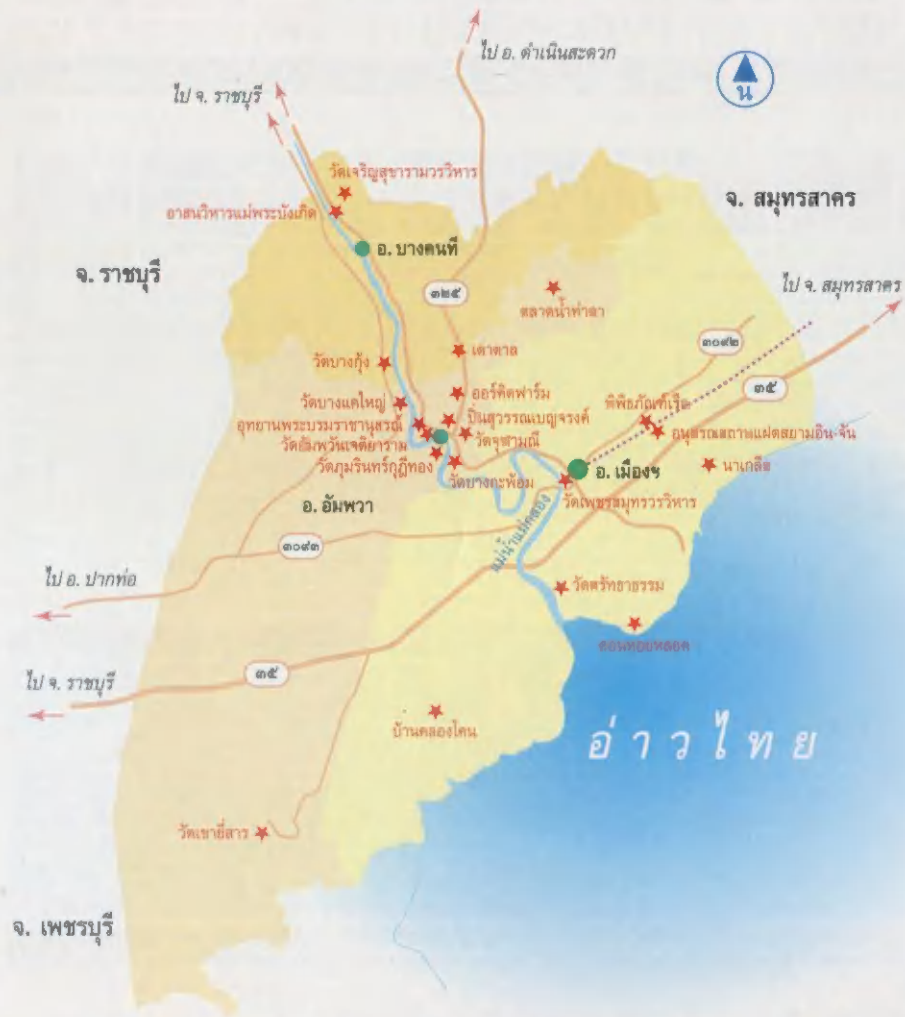 ไป อ. ดำเนินสะดวก
ไป จ. ราชบุรี
น
วัดเจริญสุขารามวรวิหาร
อาสนวิหารแม่พระบังเกิด
จ. สมุทรสาคร
อ. บางคนที
จ. ราชบุรี
ไป จ. สมุทรสาคร
๓๒๕
ตลาดน้ำท่าคา
เตาตาล
๓๐๙๒
วัดบางกุ้ง
๓๕
ออร์คิดฟาร์ม
วัดบางแคใหญ่
พิพิธภัณฑ์เรือ
ปิ่นสุวรรณเบญจรงค์
อุทยานพระบรมราชานุสรณ์
อนุสรณสถานแฝดสยามอิน-จัน
วัดจุฬามณี
วัดอัมพวันเจติยาราม
วัดภุมรินทร์กุฎีทอง
นาเกลือ
อ. เมืองฯ
วัดบางกะพ้อม
วัดเพชรสมุทรวรวิหาร
อ. อัมพวา
แม่น้ำแม่กลอง
๓๐๙๓
ไป อ. ปากท่อ
วัดศรัทธาธรรม
ดอนหอยหลอด
๓๕
ไป จ. ราชบุรี
บ้านคลองโคน
อ่าวไทย
วัดเขายี่สาร
จ. เพชรบุรี